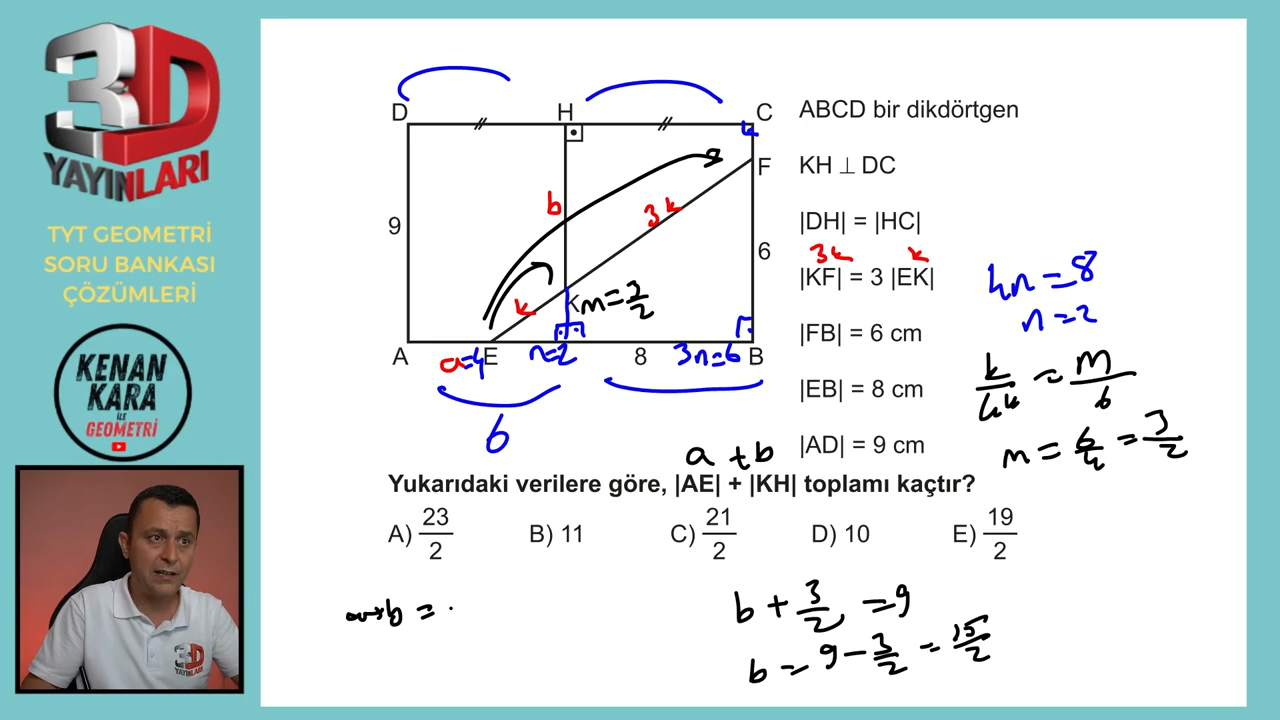 3D
YAYINLARI
TYT GEOMETRİ
SORU BANKASI
ÇÖZÜMLERİ
KENAN
KARA
İLE
GEOMETRİ
3D
YAYINLARI
D H C
F
9
b
3k
6
k
K m = 3/2
A a=4 E n=2 8 3n=6 B
6
ABCD bir dikdörtgen
KH ⊥ DC
|DH| = |HC|
3k k
|KF| = 3 |EK|
|FB| = 6 cm
|EB| = 8 cm
|AD| = 9 cm
4n = 8
n = 2
k/4k = m/6
m = 6/4 = 3/2
a + b
Yukarıdaki verilere göre, |AE| + |KH| toplamı kaçtır?
A) 23/2 B) 11 C) 21/2 D) 10 E) 19/2
a+b =
b + 3/2 = 9
b = 9 - 3/2 = 15/2